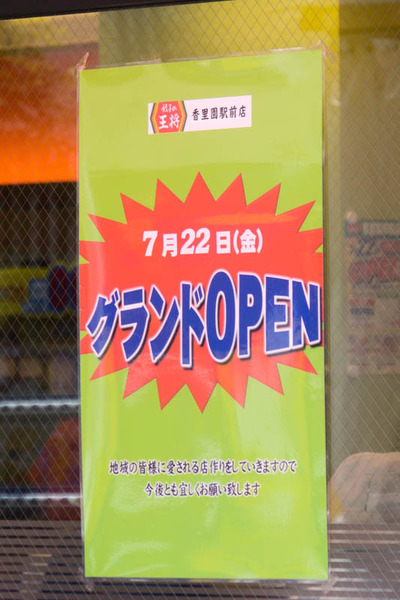 餃子の
王将
香里園駅前店
7月22日(金)
グランドOPEN
地域の皆様に愛される店作りをしていきますので
今後とも宜しくお願い致します